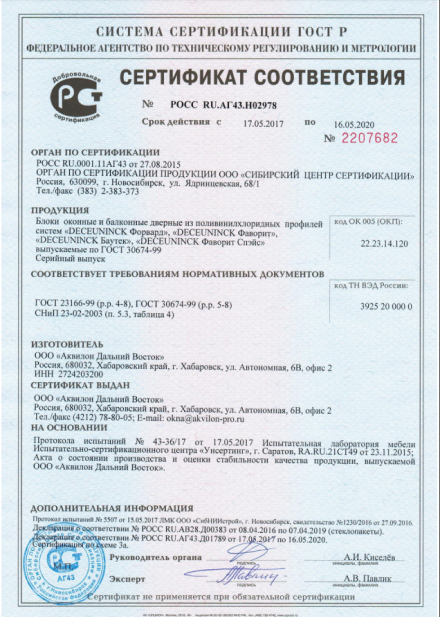 СИСТЕМА СЕРТИФИКАЦИИ ГОСТ Р
ФЕДЕРАЛЬНОЕ АГЕНТСТВО ПО ТЕХНИЧЕСКОМУ РЕГУЛИРОВАНИЮ И МЕТРОЛОГИИ
Добровольная
сертификация
СЕРТИФИКАТ СООТВЕТСТВИЯ
№ РОСС RU.АГ43.Н02978
Срок действия с 17.05.2017 по 16.05.2020
№ 2207682
ОРГАН ПО СЕРТИФИКАЦИИ
РОСС RU.0001.11АГ43 от 27.08.2015
ОРГАН ПО СЕРТИФИКАЦИИ ПРОДУКЦИИ ООО «СИБИРСКИЙ ЦЕНТР СЕРТИФИКАЦИИ»
Россия, 630099, г. Новосибирск, ул. Ядринцевская, 68/1
Тел./факс (383) 2-383-373
ПРОДУКЦИЯ
Блоки оконные и балконные дверные из поливинилхлоридных профилей
систем «DECEUNINCK Форвард», «DECEUNINCK Фаворит»,
«DECEUNINCK Баутек», «DECEUNINCK Фаворит Спэйс»
выпускаемые по ГОСТ 30674-99
Серийный выпуск
код ОК 005 (ОКП):
22.23.14.120
СООТВЕТСТВУЕТ ТРЕБОВАНИЯМ НОРМАТИВНЫХ ДОКУМЕНТОВ
ГОСТ 23166-99 (р.р. 4-8), ГОСТ 30674-99 (р.р. 5-8)
СНиП 23-02-2003 (п. 5.3, таблица 4)
код ТН ВЭД России:
3925 20 000 0
ИЗГОТОВИТЕЛЬ
ООО «Аквилон Дальний Восток»
Россия, 680032, Хабаровский край, г. Хабаровск, ул. Автономная, 6В, офис 2
ИНН 2724203200
СЕРТИФИКАТ ВЫДАН
ООО «Аквилон Дальний Восток»
Россия, 680032, Хабаровский край, г. Хабаровск, ул. Автономная, 6В, офис 2
Тел./факс (4212) 78-80-05; E-mail: okna@akvilon-pro.ru
НА ОСНОВАНИИ
Протокола испытаний № 43-36/17 от 17.05.2017 Испытательная лаборатория мебели
Испытательно-сертификационного центра «Унсертинг», г. Саратов, RA.RU.21СТ49 от 23.11.2015;
Акта о состоянии производства и оценки стабильности качества продукции, выпускаемой
ООО «Аквилон Дальний Восток».
ДОПОЛНИТЕЛЬНАЯ ИНФОРМАЦИЯ
Протокол испытаний № 5507 от 15.05.2017 ЛМК ООО «СибНИИстрой», г. Новосибирск, свидетельство №1230/2016 от 27.09.2016.
Декларация о соответствии № РОСС RU.АВ28.Д00383 от 08.04.2016 по 07.04.2019 (стеклопакеты).
Декларация о соответствии № РОСС RU.АГ43.Д01789 от 17.05.2017 по 16.05.2020.
Сертификация по схеме 3а.
Руководитель органа
подпись
А.И. Киселёв
инициалы, фамилия
М.П.
АГ43
Эксперт
подпись
А.В. Павлик
инициалы, фамилия
Сертификат не применяется при обязательной сертификации